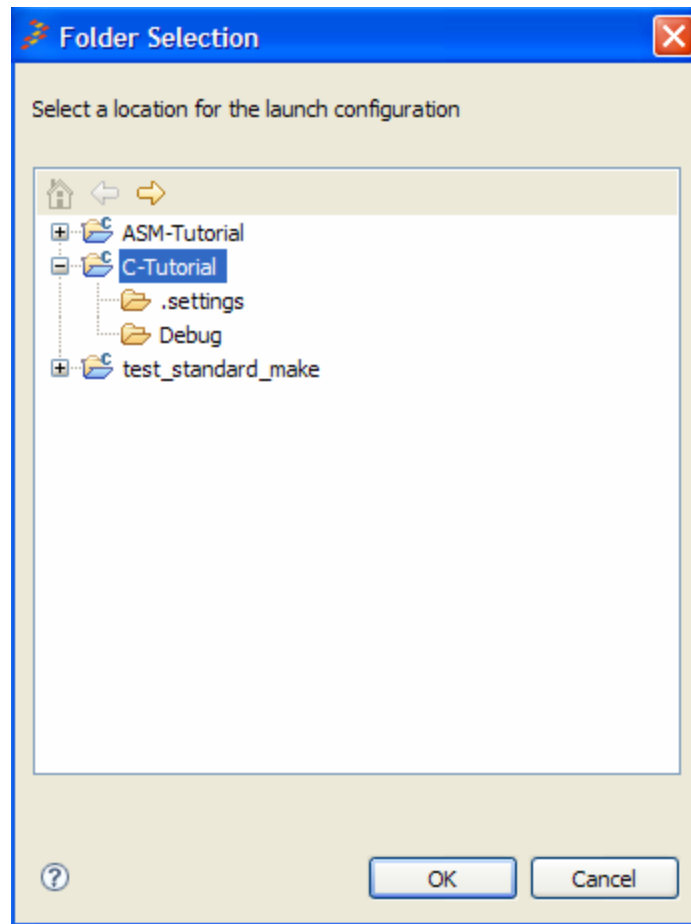 Folder Selection
Select a location for the launch configuration
ASM-Tutorial
C-Tutorial
.settings
Debug
test_standard_make
OK Cancel